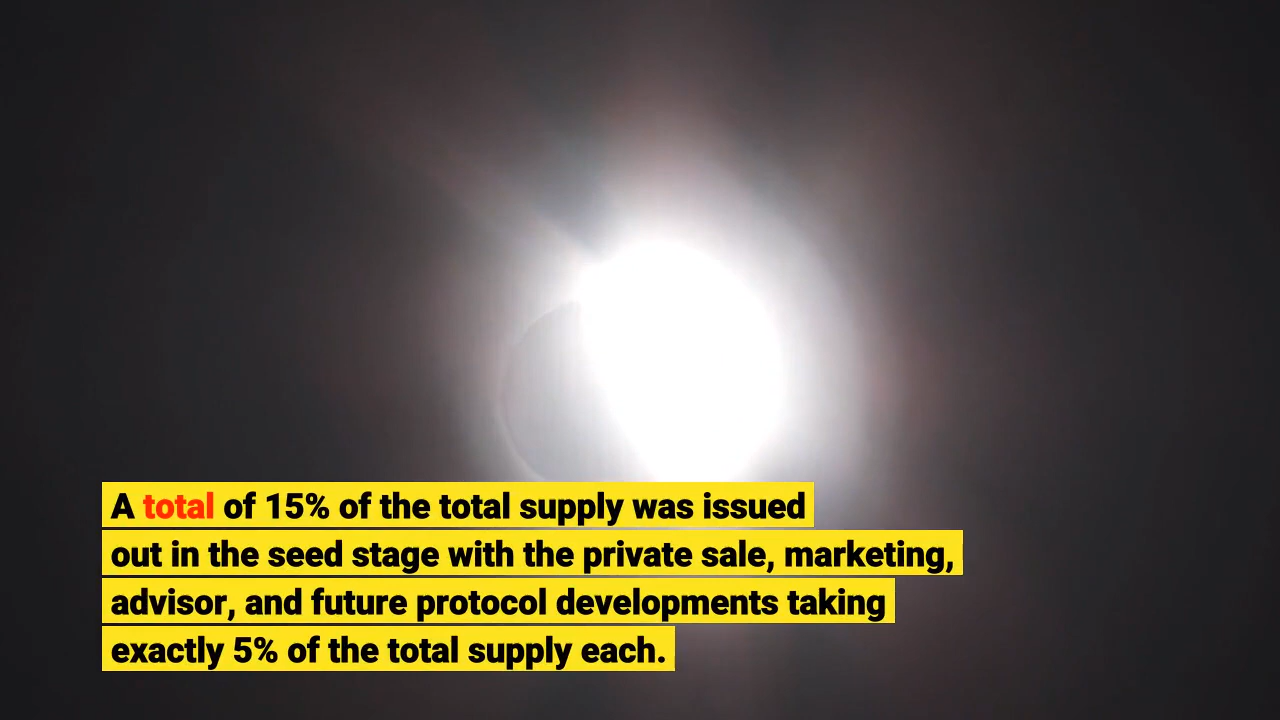 A total of 15% of the total supply was issued
out in the seed stage with the private sale, marketing,
advisor, and future protocol developments taking
exactly 5% of the total supply each.